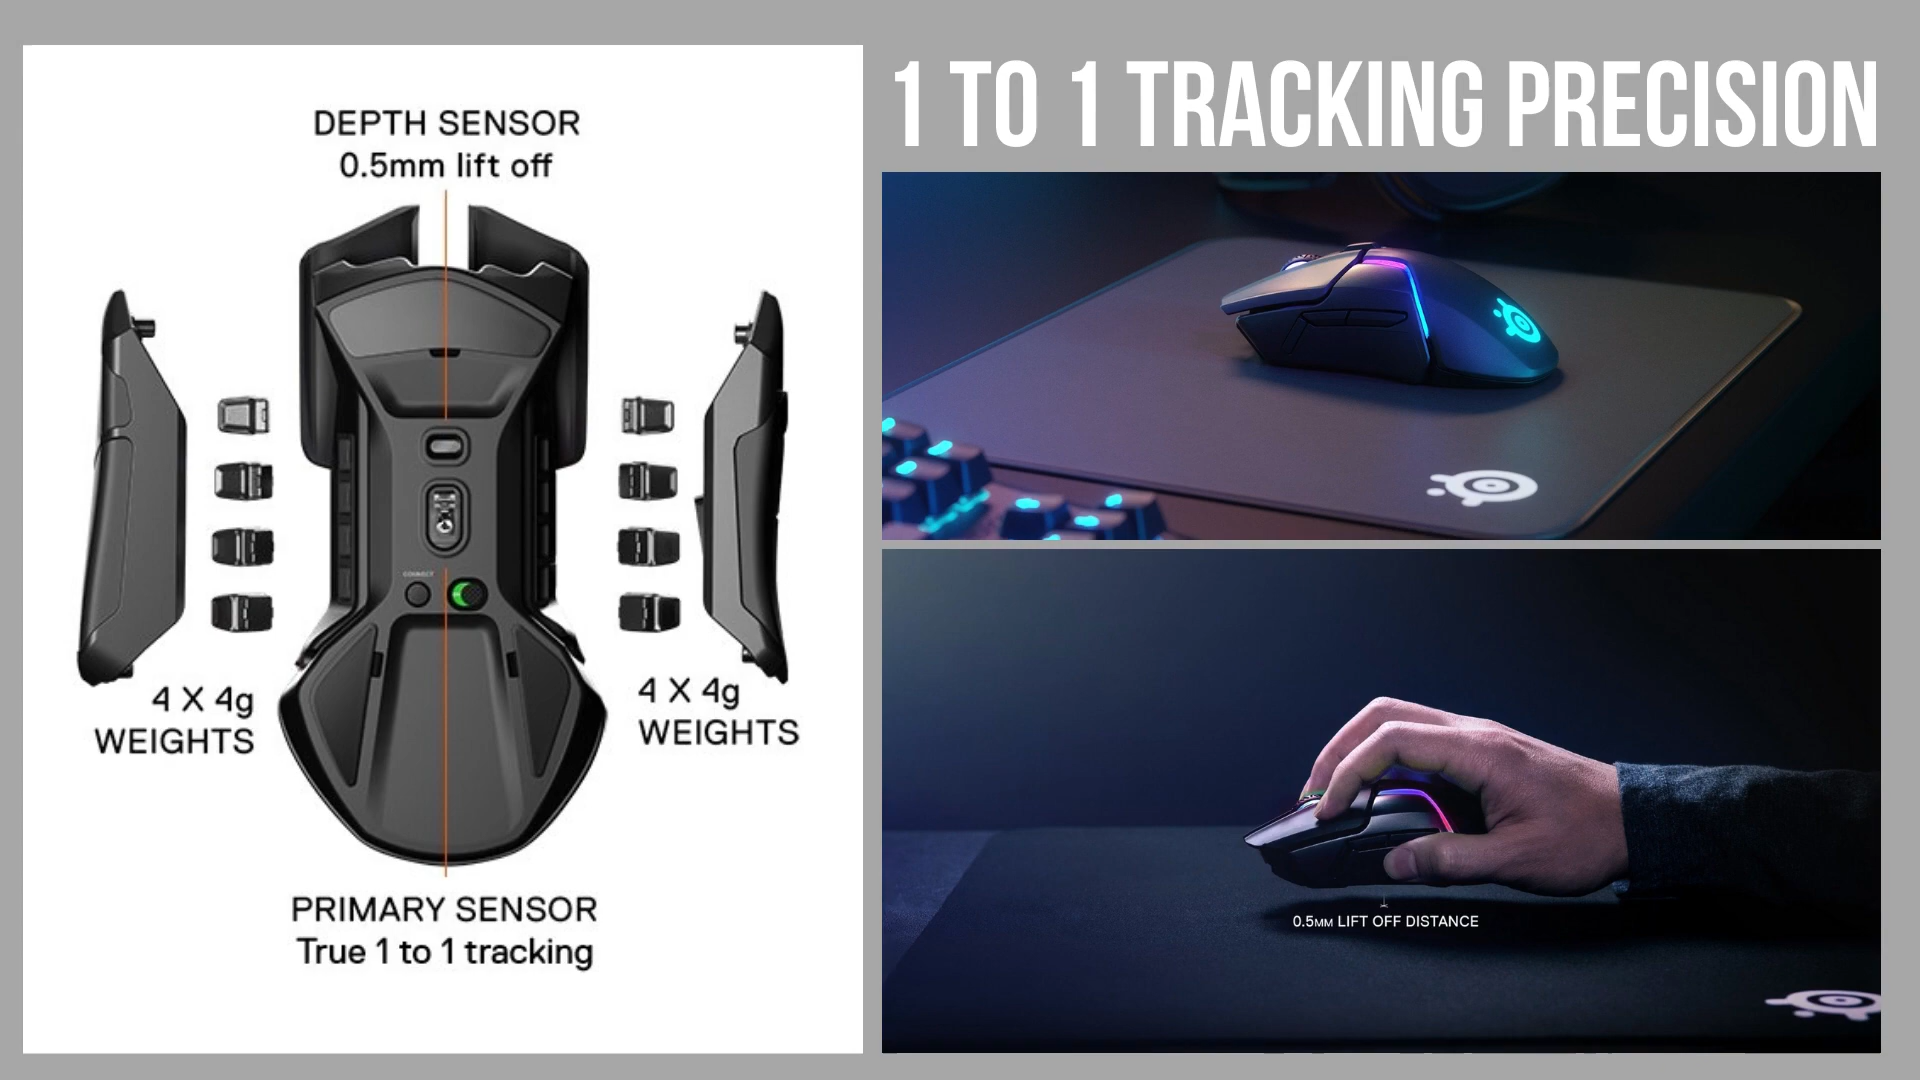 DEPTH SENSOR
0.5mm lift off
CONNECT
4 X 4g
WEIGHTS
4 X 4g
WEIGHTS
PRIMARY SENSOR
True 1 to 1 tracking
1 TO 1 TRACKING PRECISION
0.5MM LIFT OFF DISTANCE